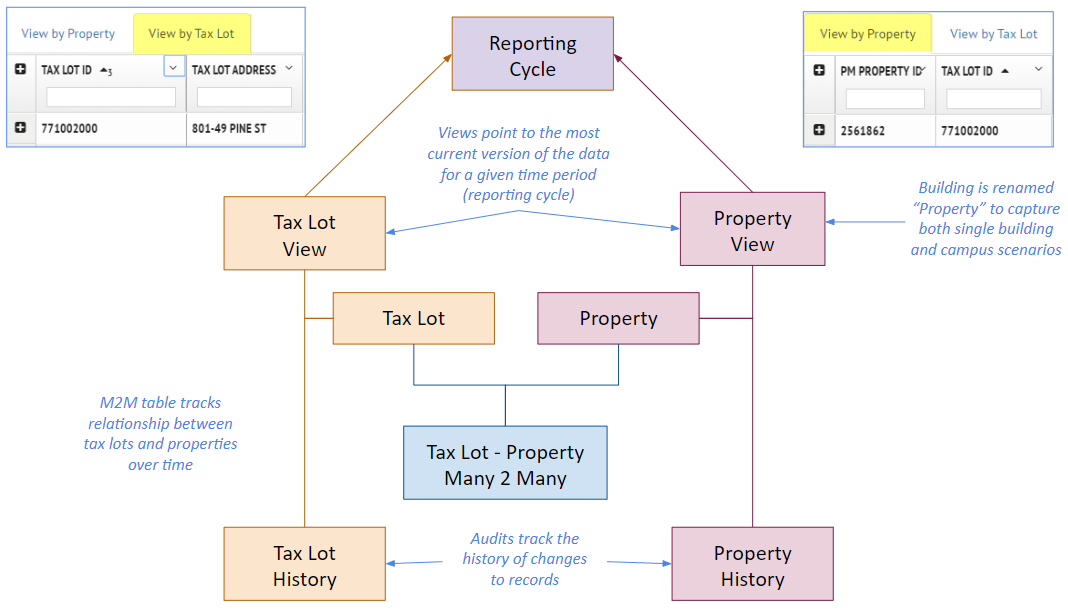 View by Property
View by Tax Lot
TAX LOT ID
3
TAX LOT ADDRESS
771002000
801-49 PINE ST
Reporting
Cycle
View by Property
View by Tax Lot
PM PROPERTY ID
TAX LOT ID
2561862
771002000
Views point to the most
current version of the data
for a given time period
(reporting cycle)
Tax Lot
View
Property
View
Building is renamed
“Property” to capture
both single building
and campus scenarios
Tax Lot
Property
M2M table tracks
relationship between
tax lots and properties
over time
Tax Lot - Property
Many 2 Many
Tax Lot
History
Audits track the
history of changes
to records
Property
History